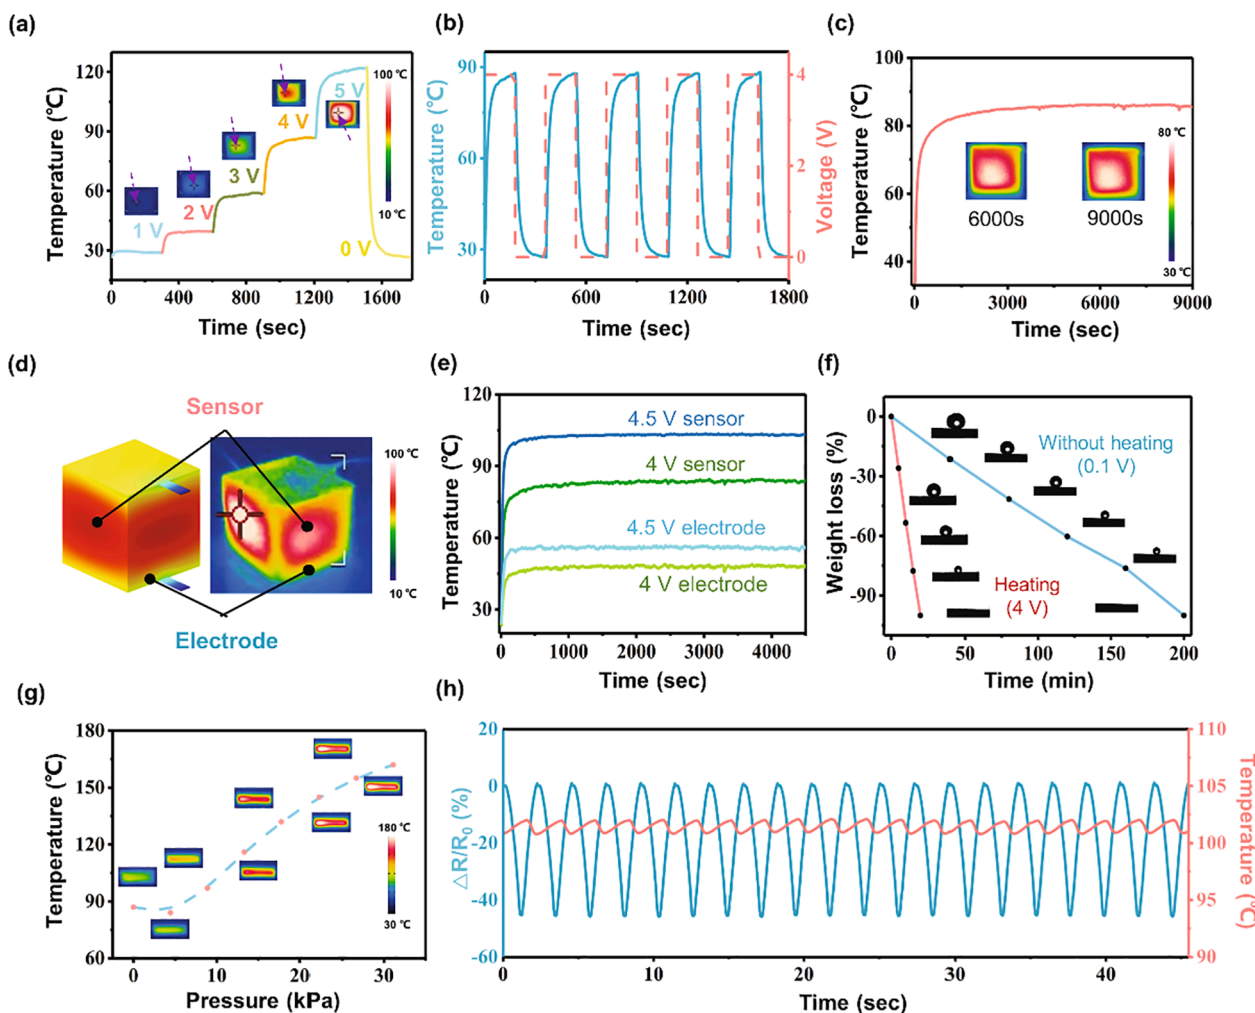 (a)
Temperature (℃)
120
90
60
30
1 V
2 V
3 V
4 V
5 V
0 V
100 ℃
10 ℃
0
400
800
1200
1600
Time (sec)
(b)
Temperature (℃)
90
60
30
Voltage (V)
4
2
0
0
600
1200
1800
Time (sec)
(c)
Temperature (℃)
100
80
60
40
6000s
9000s
80 ℃
30 ℃
0
3000
6000
9000
Time (sec)
(d)
Sensor
Electrode
100 ℃
10 ℃
(e)
Temperature (℃)
120
90
60
30
4.5 V sensor
4 V sensor
4.5 V electrode
4 V electrode
0
1000
2000
3000
4000
Time (sec)
(f)
Weight loss (%)
0
-30
-60
-90
Without heating
(0.1 V)
Heating
(4 V)
0
50
100
150
200
Time (min)
(g)
Temperature (℃)
180
150
120
90
60
180 ℃
30 ℃
0
10
20
30
Pressure (kPa)
(h)
△R/R0 (%)
20
0
-20
-40
-60
Temperature (℃)
110
105
100
95
90
0
10
20
30
40
Time (sec)